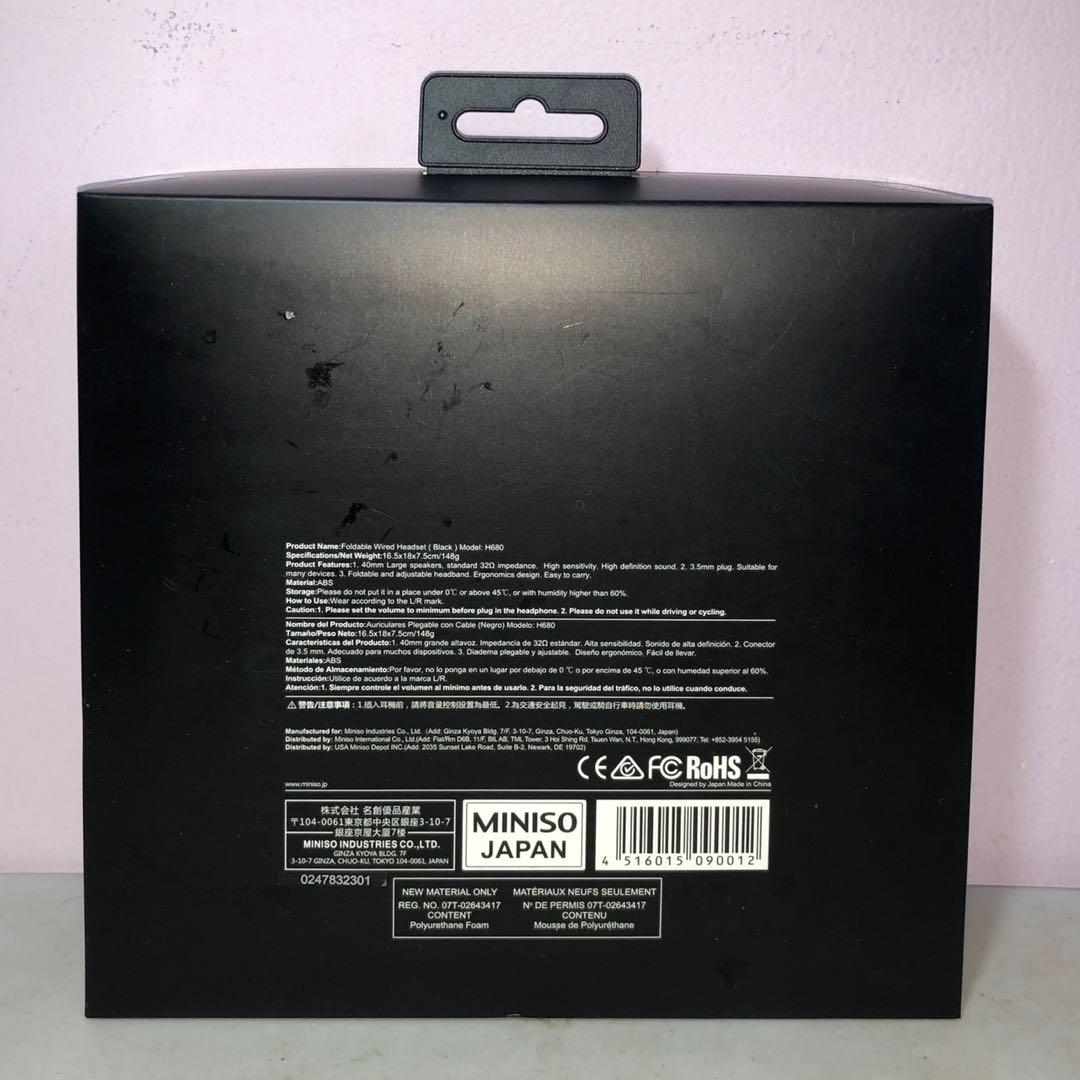 Product Name:Foldable Wired Headset ( Black ) Model: H680
Specifications/Net Weight:16.5x18x7.5cm/148g
Product Features:1. 40mm Large speakers, standard 32Ω impedance. High sensitivity. High definition sound. 2. 3.5mm plug. Suitable for
many devices. 3. Foldable and adjustable headband. Ergonomics design. Easy to carry.
Material:ABS
Storage:Please do not put it in a place under 0℃ or above 45℃, or with humidity higher than 60%.
How to Use:Wear according to the L/R mark.
Caution:1. Please set the volume to minimum before plug in the headphone. 2. Please do not use it while driving or cycling.
Nombre del Producto:Auriculares Plegable con Cable (Negro) Modelo: H680
Tamaño/Peso Neto:16.5x18x7.5cm/148g
Características del Producto:1. 40mm grande altavoz. Impedancia de 32Ω estándar. Alta sensibilidad. Sonido de alta definición. 2. Conector
de 3.5 mm. Adecuado para muchos dispositivos. 3. Diadema plegable y ajustable. Diseño ergonómico. Fácil de llevar.
Materiales:ABS
Método de Almacenamiento:Por favor, no lo ponga en un lugar por debajo de 0 ℃ o por encima de 45 ℃, o con humedad superior al 60%.
Instrucción:Utilice de acuerdo a la marca L/R.
Atención:1. Siempre controle el volumen al mínimo antes de usarlo. 2. Para la seguridad del tráfico, no lo utilice cuando conduce.
⚠ 警告/注意事項：1.插入耳機前，請將音量控制設置為最低。2.為交通安全起見，駕駛或騎自行車時請勿使用耳機。
Manufactured for: Miniso Industries Co., Ltd. (Add: Ginza Kyoya Bldg. 7/F, 3-10-7, Ginza, Chuo-Ku, Tokyo Ginza, 104-0061, Japan)
Distributed by: Miniso International Co., Ltd.(Add: Flat/Rm D6B, 11/F, BILAB, TML Tower, 3 Hoi Shing Rd, Tsuen Wan, N.T., Hong Kong, 999077, Tel: +852-3954 5155)
Distributed by: USA Miniso Depot INC.(Add: 2035 Sunset Lake Road, Suite B-2, Newark, DE 19702)
CE FC RoHS
www.miniso.jp Designed by Japan.Made in China
株式会社 名創優品産業
〒104-0061東京都中央区銀座3-10-7
銀座京屋大厦7楼
MINISO INDUSTRIES CO.,LTD.
GINZA KYOYA BLDG. 7F
3-10-7 GINZA, CHUO-KU, TOKYO 104-0061, JAPAN
MINISO
JAPAN
4 516015 090012
0247832301
NEW MATERIAL ONLY MATÉRIAUX NEUFS SEULEMENT
REG. NO. 07T-02643417 Nº DE PERMIS 07T-02643417
CONTENT CONTENU
Polyurethane Foam Mousse de Polyuréthane